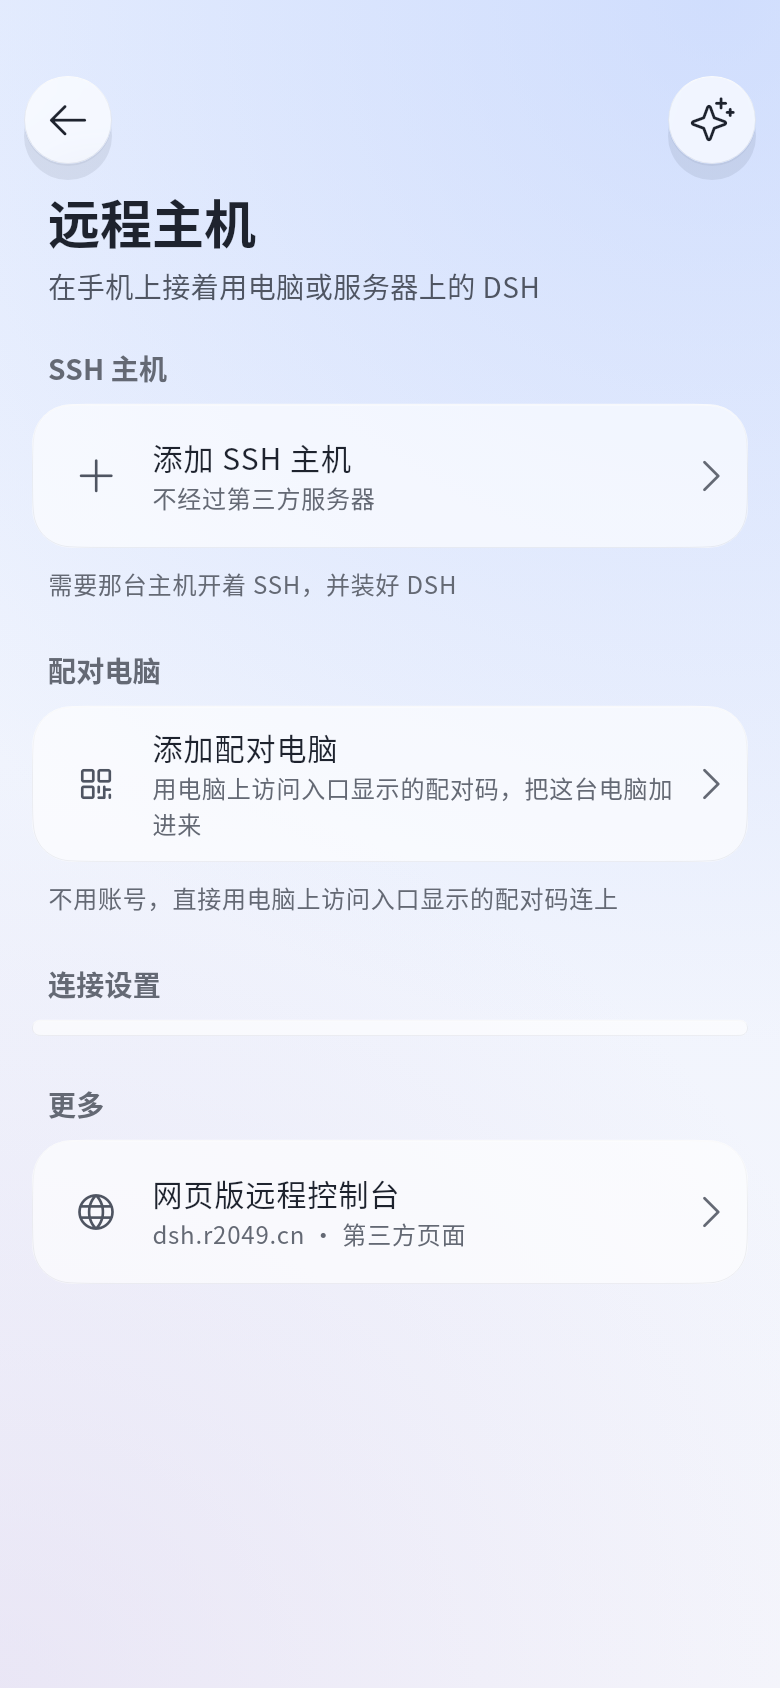 远程主机
在手机上接着用电脑或服务器上的 DSH
SSH 主机
添加 SSH 主机
不经过第三方服务器
需要那台主机开着 SSH，并装好 DSH
配对电脑
添加配对电脑
用电脑上访问入口显示的配对码，把这台电脑加
进来
不用账号，直接用电脑上访问入口显示的配对码连上
连接设置
更多
网页版远程控制台
dsh.r2049.cn · 第三方页面